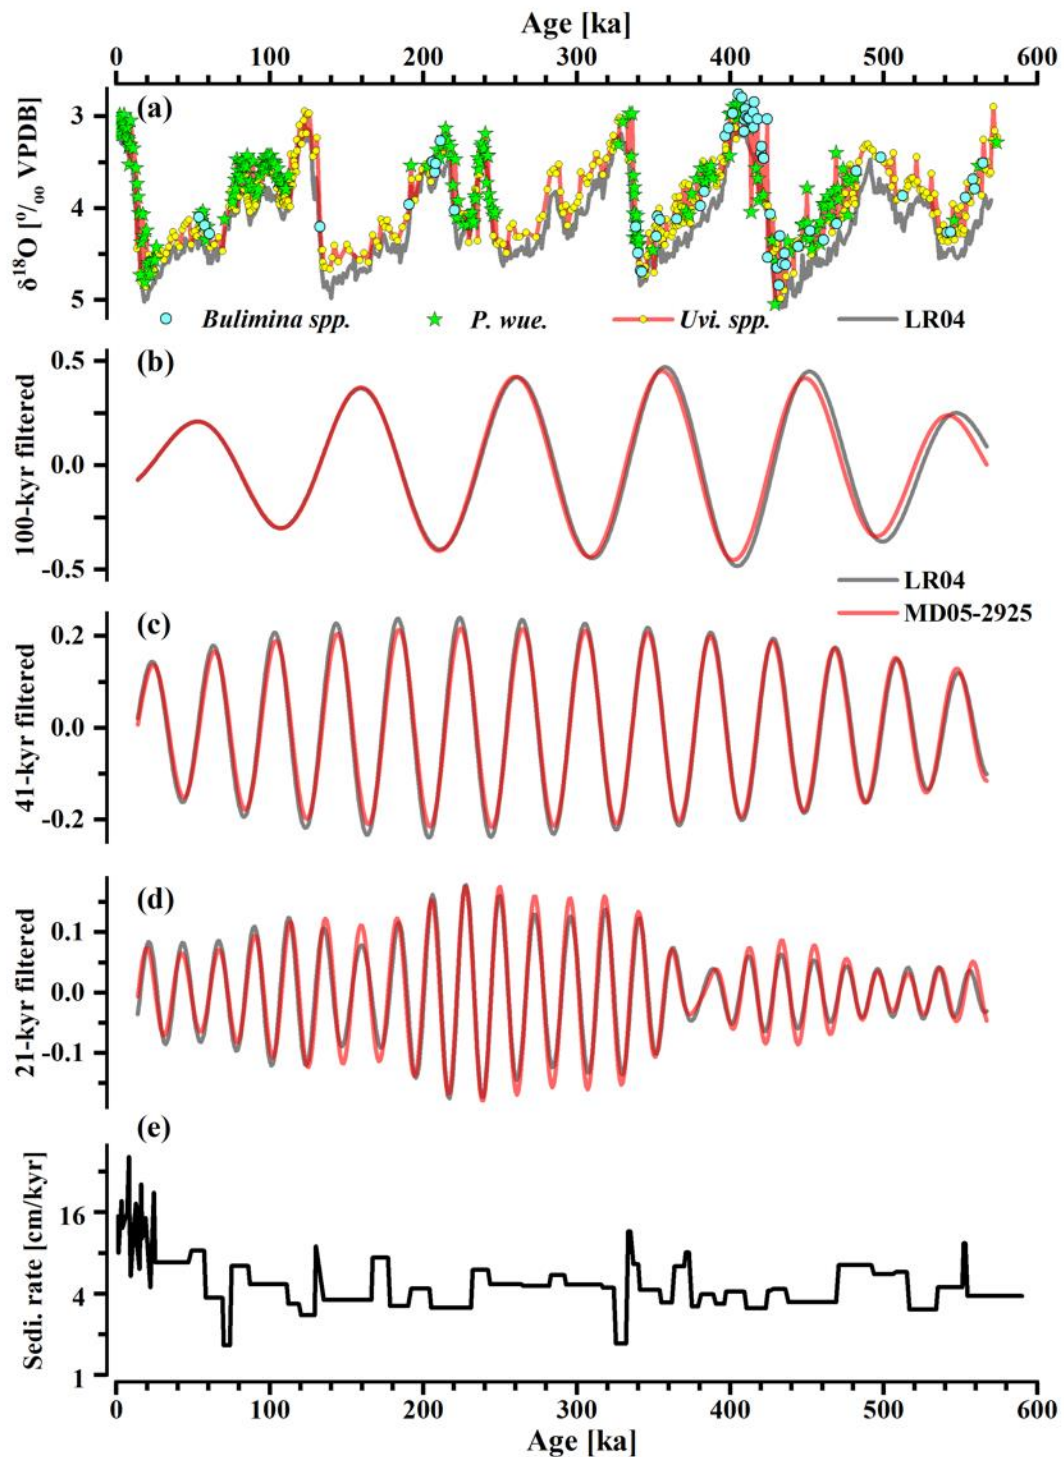 Age [ka]
0 100 200 300 400 500 600
(a)
3
4
5
δ¹⁸O [⁰/₀₀ VPDB]
Bulimina spp. P. wue. Uvi. spp. LR04
(b)
0.5
0.0
-0.5
100-kyr filtered
LR04
MD05-2925
(c)
0.2
0.0
-0.2
41-kyr filtered
(d)
0.1
0.0
-0.1
21-kyr filtered
(e)
16
4
1
Sedi. rate [cm/kyr]
0 100 200 300 400 500 600
Age [ka]